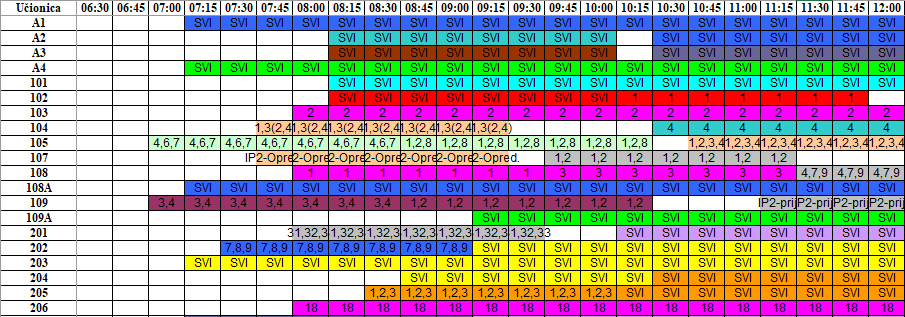 Učionica 06:30 06:45 07:00 07:15 07:30 07:45 08:00 08:15 08:30 08:45 09:00 09:15 09:30 09:45 10:00 10:15 10:30 10:45 11:00 11:15 11:30 11:45 12:00
A1 SVI SVI SVI SVI SVI SVI SVI SVI SVI SVI SVI SVI SVI SVI SVI SVI SVI SVI SVI SVI
A2 SVI SVI SVI SVI SVI SVI SVI SVI SVI SVI SVI SVI SVI SVI SVI
A3 SVI SVI SVI SVI SVI SVI SVI SVI SVI SVI SVI SVI SVI SVI SVI
A4 SVI SVI SVI SVI SVI SVI SVI SVI SVI SVI SVI SVI SVI SVI SVI SVI SVI SVI SVI SVI
101 SVI SVI SVI SVI SVI SVI SVI SVI SVI SVI SVI SVI SVI SVI SVI SVI
102 SVI SVI SVI SVI SVI SVI SVI SVI 1 1 1 1 1 1 1
103 2 2 2 2 2 2 2 2 2 2 2 2 2 2 2 2 2
104 1,3(2,4 1,3(2,4 1,3(2,4 1,3(2,4 1,3(2,4 1,3(2,4 1,3(2,4) 4 4 4 4 4 4 4
105 4,6,7 4,6,7 4,6,7 4,6,7 4,6,7 4,6,7 4,6,7 1,2,8 1,2,8 1,2,8 1,2,8 1,2,8 1,2,8 1,2,8 1,2,3,4 1,2,3,4 1,2,3,4 1,2,3,4 1,2,3,4 1,2,3,4
107 IP2-Opre 2-Opre 2-Opre 2-Opre 2-Opre 2-Opre 2-Opred. 1,2 1,2 1,2 1,2 1,2 1,2 1,2
108 1 1 1 1 1 1 1 3 3 3 3 3 3 3 4,7,9 4,7,9 4,7,9
108A SVI SVI SVI SVI SVI SVI SVI SVI SVI SVI SVI SVI SVI SVI SVI SVI SVI SVI SVI SVI
109 3,4 3,4 3,4 3,4 3,4 3,4 3,4 1,2 1,2 1,2 1,2 1,2 1,2 1,2 IP2-prij IP2-prij IP2-prij IP2-prij
109A SVI SVI SVI SVI SVI SVI SVI SVI SVI SVI SVI SVI
201 31,32,3 1,32,3 1,32,3 1,32,3 1,32,3 1,32,3 1,32,33 SVI SVI SVI SVI SVI SVI SVI SVI
202 7,8,9 7,8,9 7,8,9 7,8,9 7,8,9 7,8,9 7,8,9 SVI SVI SVI SVI SVI SVI SVI SVI SVI SVI SVI SVI
203 SVI SVI SVI SVI SVI SVI SVI SVI SVI SVI SVI SVI SVI SVI SVI SVI SVI SVI SVI SVI
204 SVI SVI SVI SVI SVI SVI SVI SVI SVI SVI SVI SVI SVI SVI
205 1,2,3 1,2,3 1,2,3 1,2,3 1,2,3 1,2,3 1,2,3 SVI SVI SVI SVI SVI SVI SVI SVI
206 18 18 18 18 18 18 18 18 18 18 18 18 18 18 18 18 18